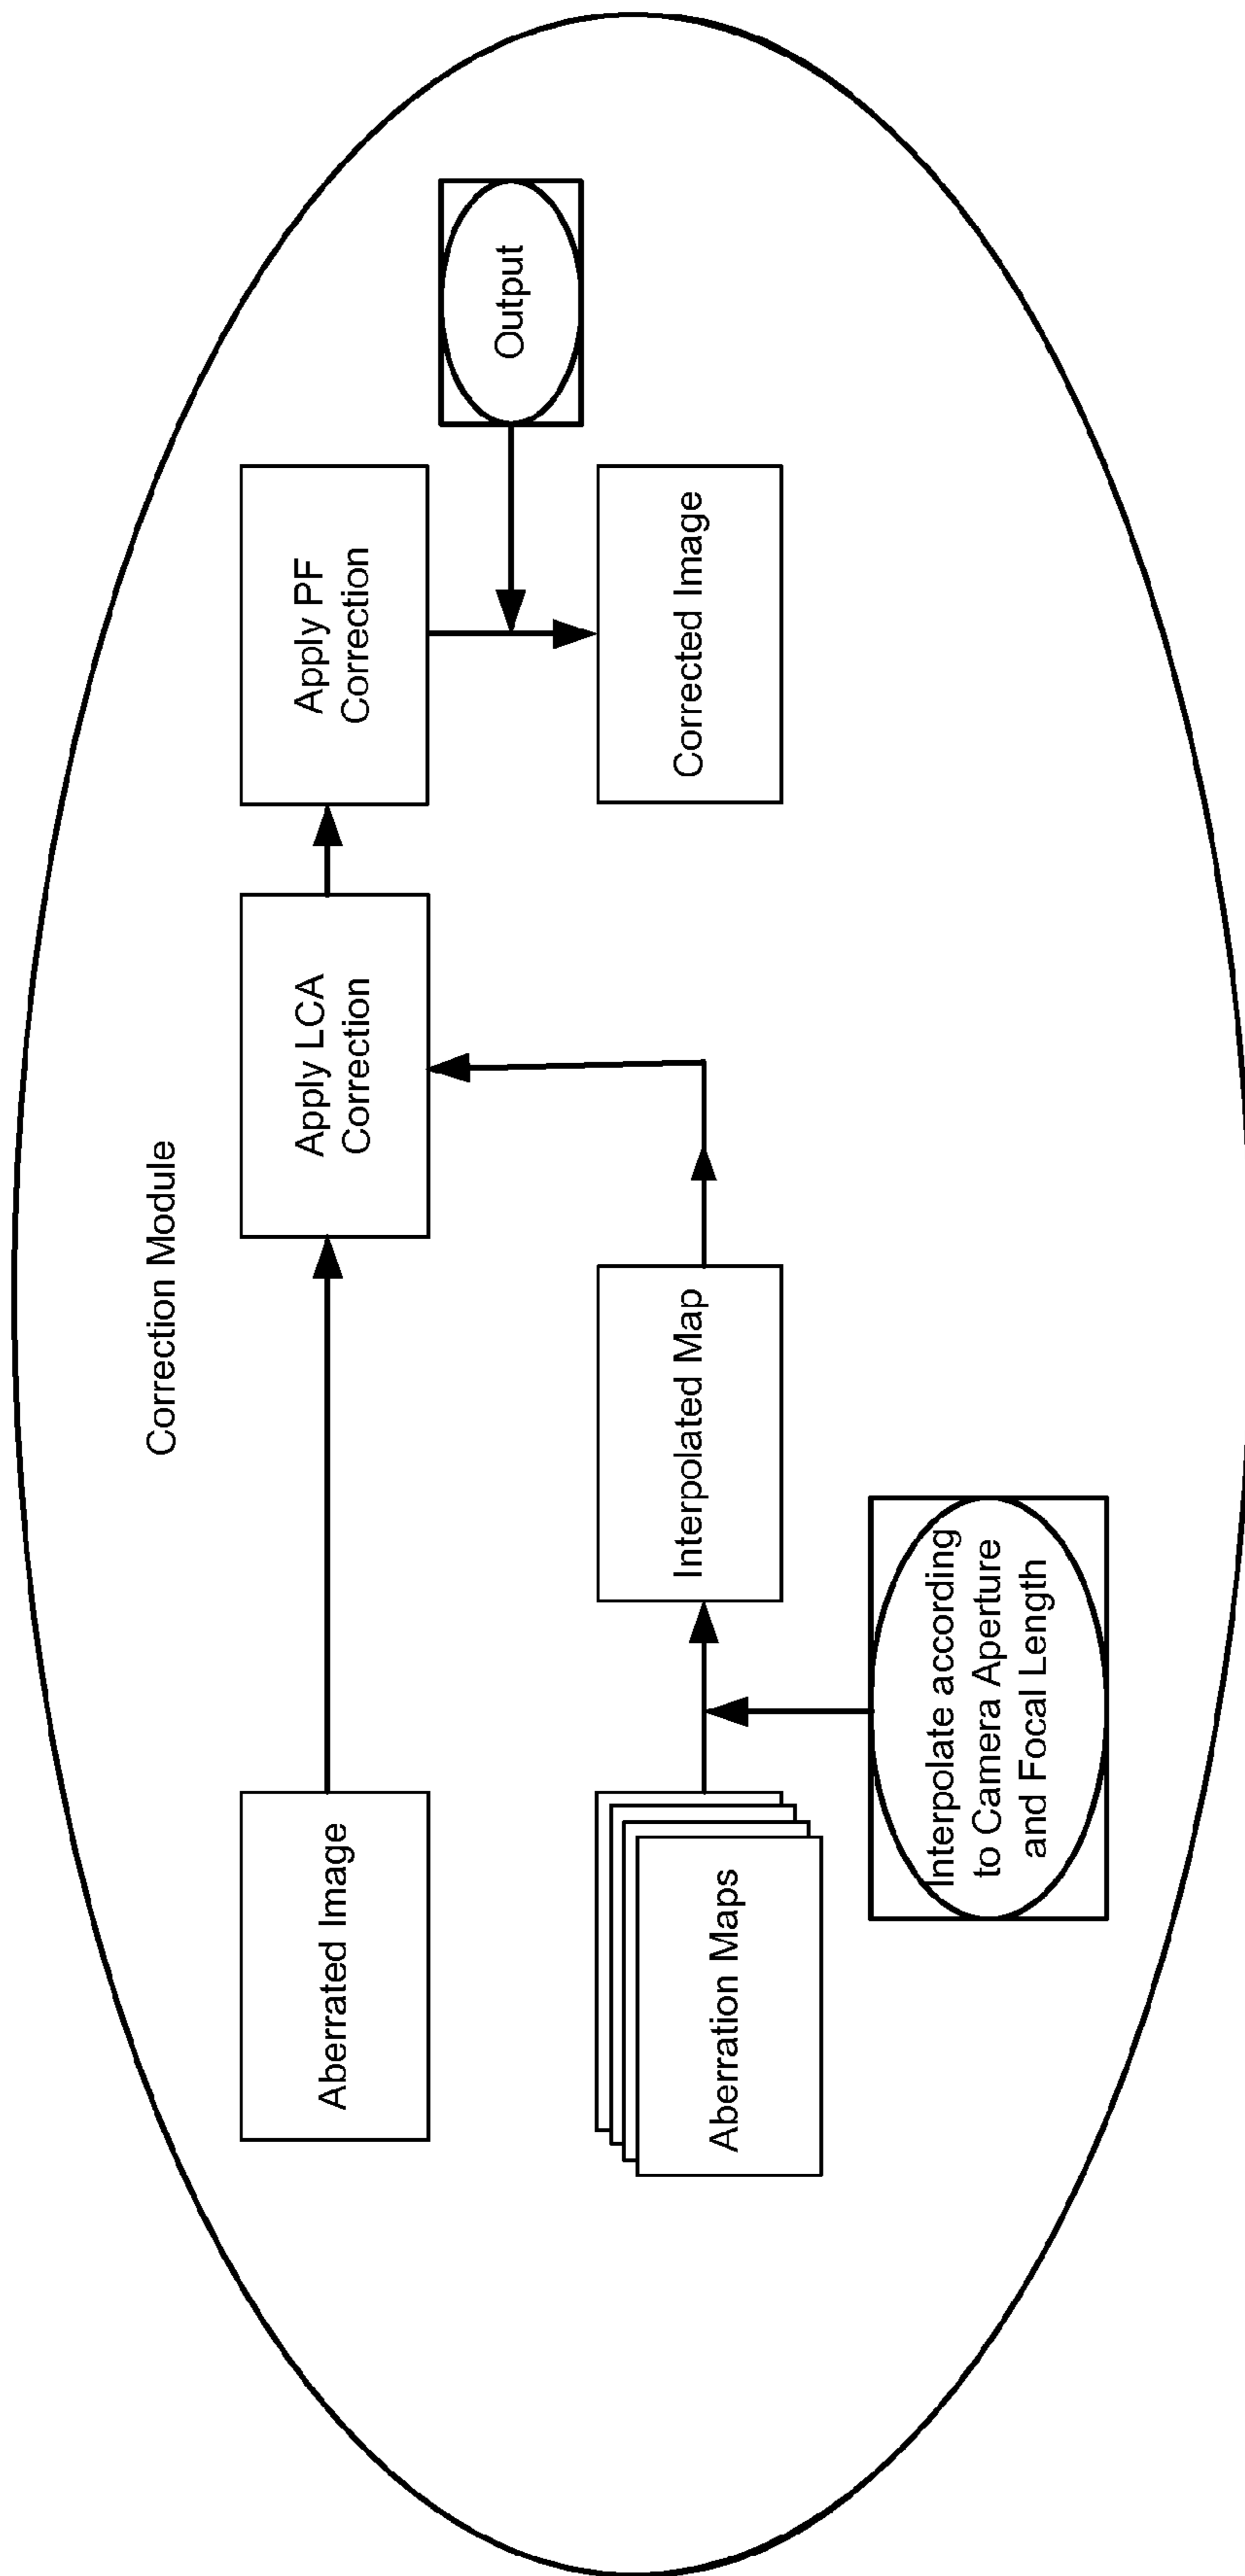 Correction Module
Aberrated Image
Apply LCA
Correction
Apply PF
Correction
Output
Aberration Maps
Interpolated Map
Corrected Image
Interpolate according
to Camera Aperture
and Focal Length